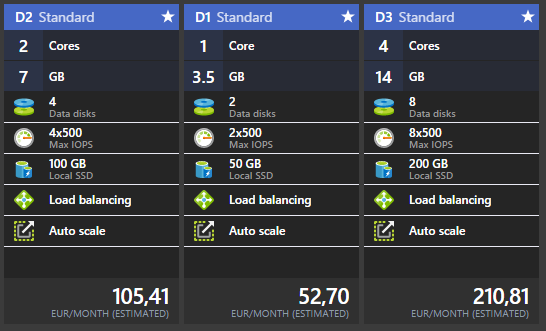 D2 Standard
2 Cores
7 GB
4
Data disks
4x500
Max IOPS
100 GB
Local SSD
Load balancing
Auto scale
105,41
EUR/MONTH (ESTIMATED)
D1 Standard
1 Core
3.5 GB
2
Data disks
2x500
Max IOPS
50 GB
Local SSD
Load balancing
Auto scale
52,70
EUR/MONTH (ESTIMATED)
D3 Standard
4 Cores
14 GB
8
Data disks
8x500
Max IOPS
200 GB
Local SSD
Load balancing
Auto scale
210,81
EUR/MONTH (ESTIMATED)